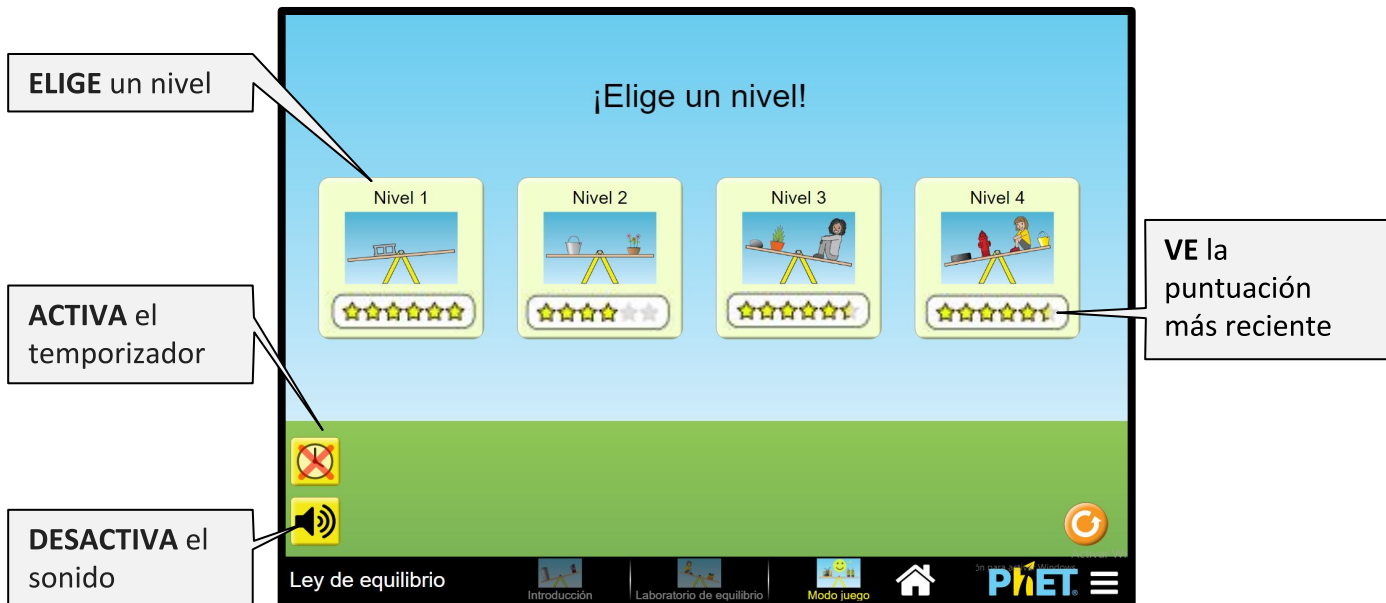 ELIGE un nivel
¡Elige un nivel!
Nivel 1
Nivel 2
Nivel 3
Nivel 4
VE la
puntuación
más reciente
ACTIVA el
temporizador
DESACTIVA el
sonido
Ley de equilibrio
Introducción
Laboratorio de equilibrio
Modo juego
PhET